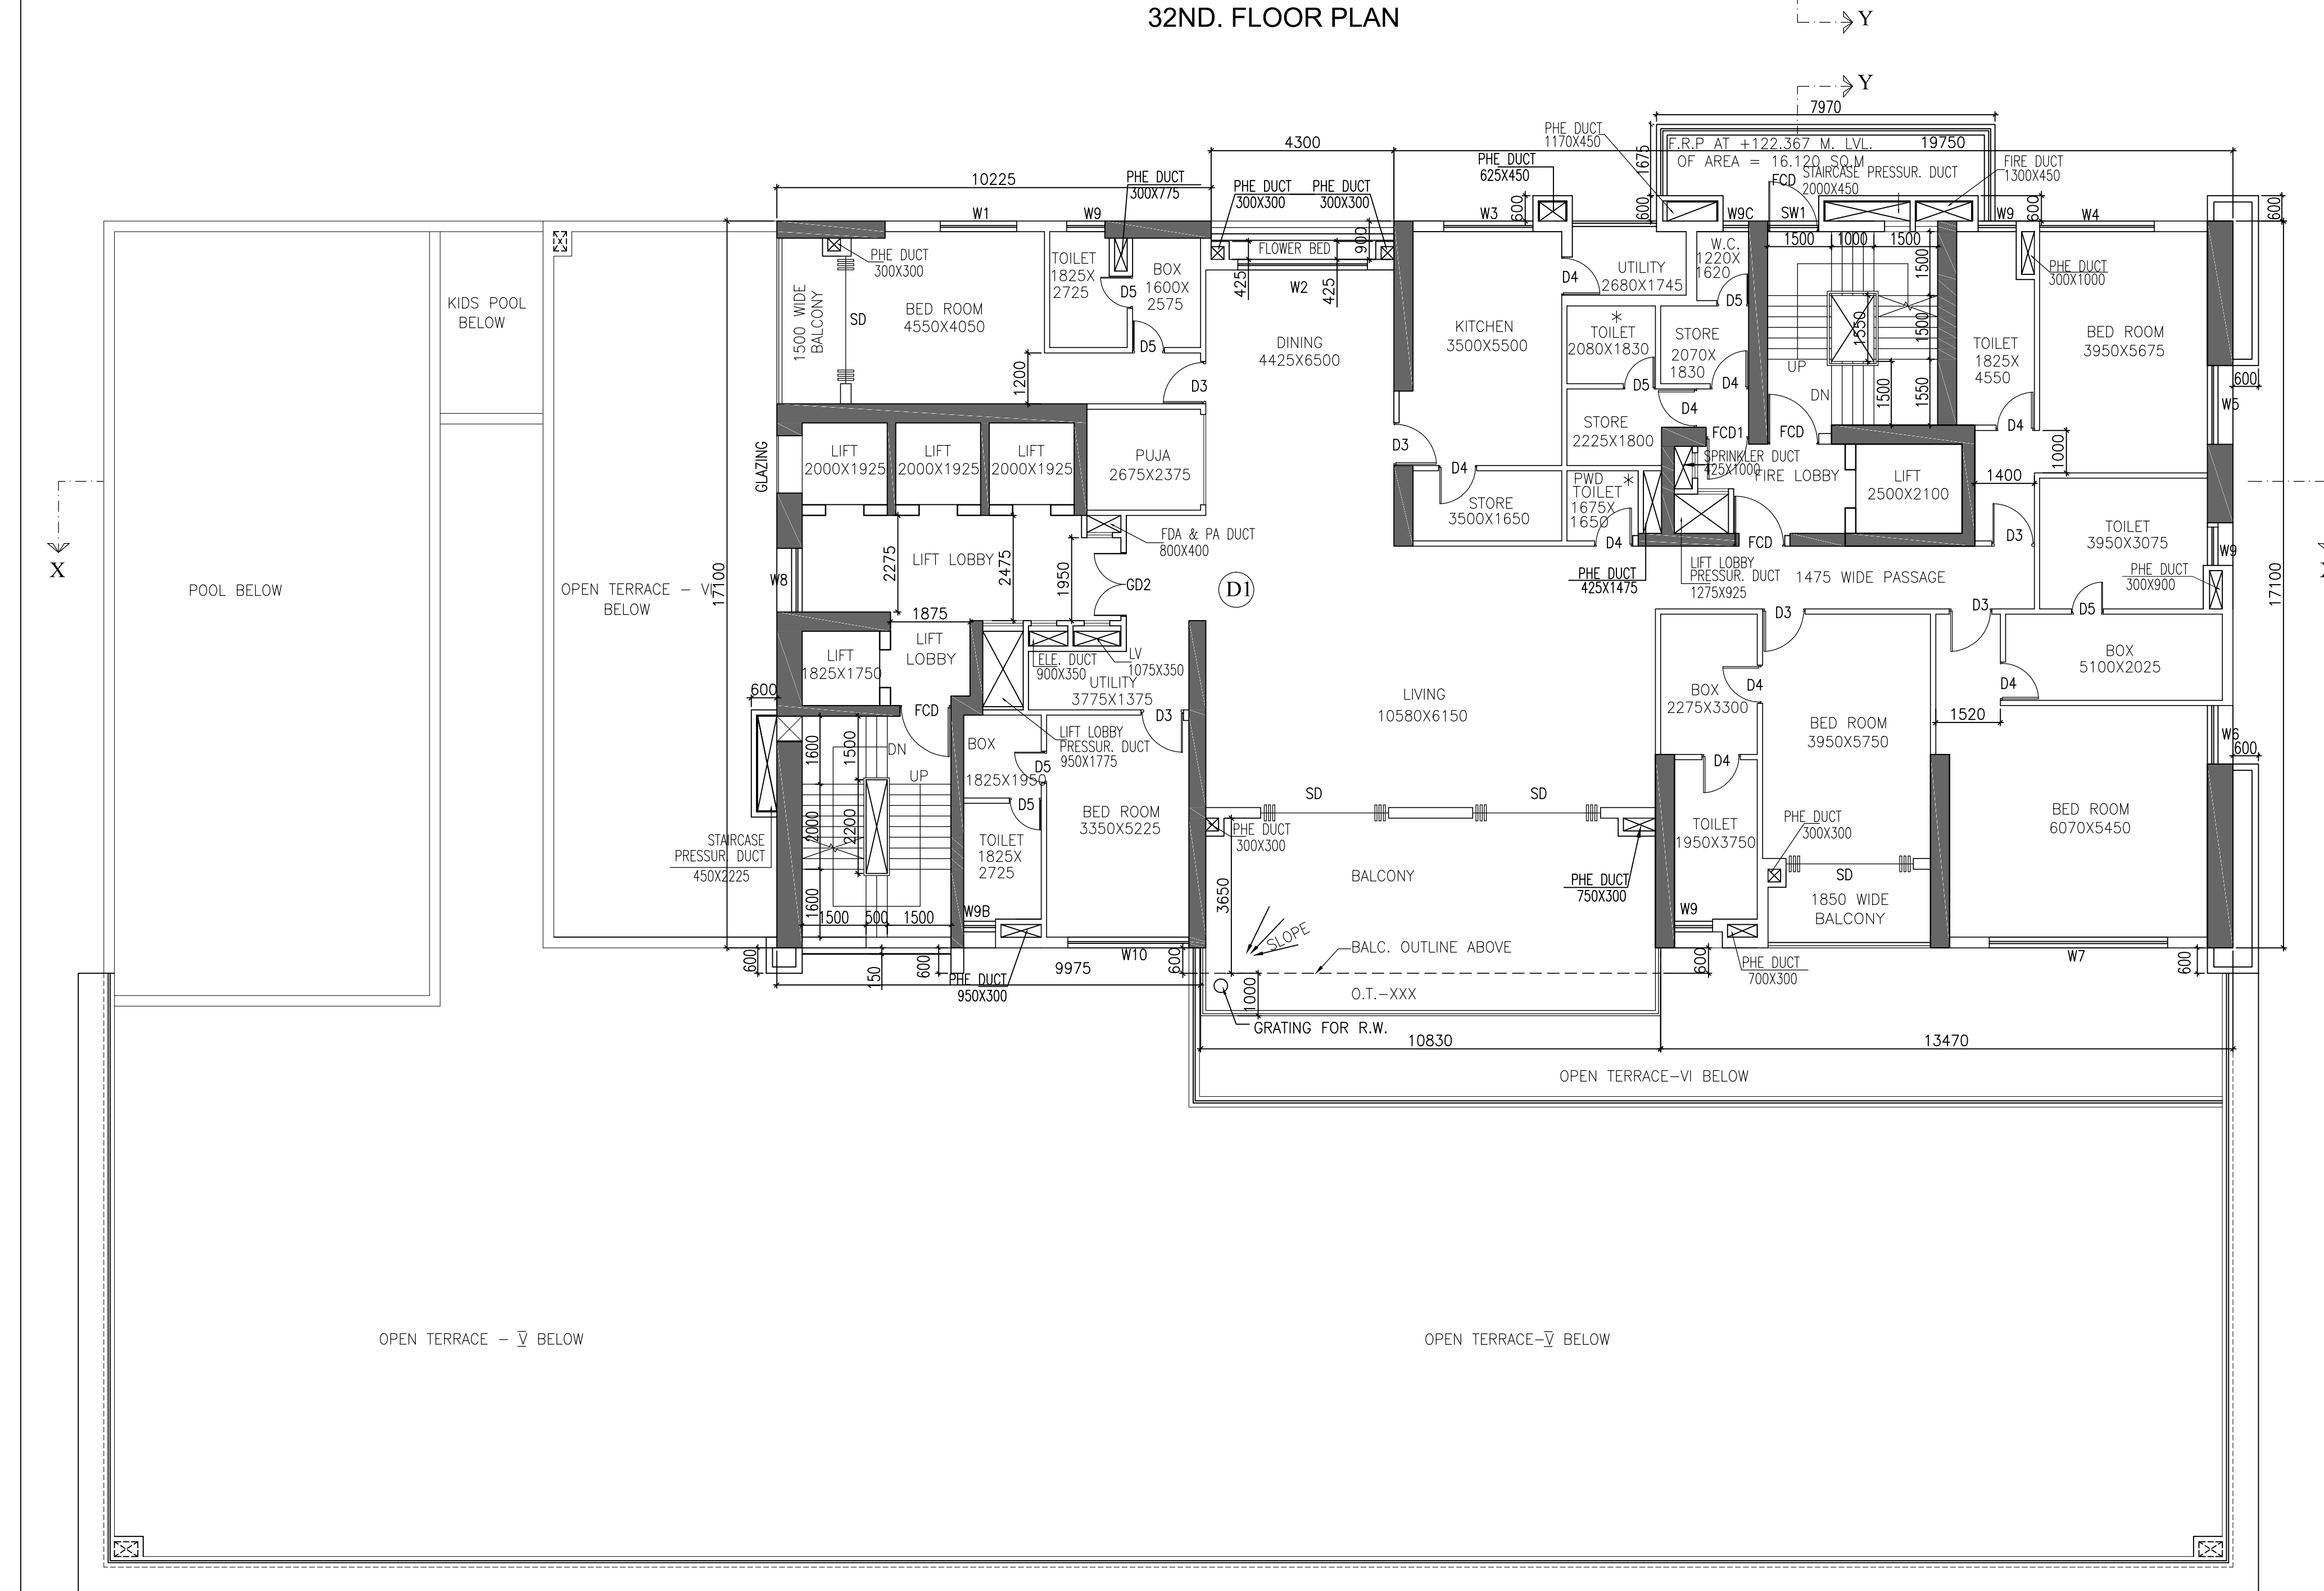 32ND. FLOOR PLAN
Y
Y
7970
PHE DUCT
1170X450
F.R.P AT +122.367 M. LVL.
OF AREA = 16.120 SQ.M
19750
4300
1675
PHE DUCT
625X450
FIRE DUCT
1300X450
STAIRCASE PRESSUR. DUCT
2000X450
FCD
10225
PHE DUCT
300X775
PHE DUCT
300X300
PHE DUCT
300X300
600
600
600
600
W1
W9
W3
W9C
SW1
W9
W4
900
FLOWER BED
425
425
W2
PHE DUCT
300X300
1500 WIDE
BALCONY
SD
BED ROOM
4550X4050
TOILET
1825X
2725
D5
BOX
1600X
2575
D5
1200
D3
DINING
4425X6500
KITCHEN
3500X5500
D4
UTILITY
2680X1745
W.C.
1220X
1620
D5
*
TOILET
2080X1830
D5
STORE
2070X
1830
D4
D4
STORE
2225X1800
1500
1000
1500
1500
1500
1550
1550
1500
UP
DN
PHE DUCT
300X1000
TOILET
1825X
4550
D4
BED ROOM
3950X5675
600
W5
KIDS POOL
BELOW
POOL BELOW
OPEN TERRACE - VI
BELOW
17100
GLAZING
LIFT
2000X1925
LIFT
2000X1925
LIFT
2000X1925
PUJA
2675X2375
D3
D4
STORE
3500X1650
PWD
*
TOILET
1675X
1650
D4
FCD1
FCD
SPRINKLER DUCT
425X1000
FIRE LOBBY
LIFT
2500X2100
FCD
1000
1400
D3
TOILET
3950X3075
W9
PHE DUCT
300X900
D5
17100
X
W8
2275
LIFT LOBBY
2475
1950
FDA & PA DUCT
800X400
GD2
D1
PHE DUCT
425X1475
LIFT LOBBY
PRESSUR. DUCT
1275X925
1475 WIDE PASSAGE
D3
D3
1875
LIFT
LOBBY
LIFT
1825X1750
FCD
ELE. DUCT
900X350
LV
1075X350
UTILITY
3775X1375
D3
LIFT LOBBY
PRESSUR. DUCT
950X1775
LIVING
10580X6150
BOX
2275X3300
D4
D4
BED ROOM
3950X5750
BOX
5100X2025
D4
1520
W6
600
600
STAIRCASE
PRESSUR. DUCT
450X2225
1600
1500
2000
2200
1600
DN
UP
1500
500
1500
BOX
1825X1950
D5
D5
TOILET
1825X
2725
W9B
BED ROOM
3350X5225
W10
PHE DUCT
950X300
SD
SD
PHE DUCT
300X300
PHE DUCT
750X300
BALCONY
3650
SLOPE
BALC. OUTLINE ABOVE
O.T.-XXX
1000
GRATING FOR R.W.
TOILET
1950X3750
W9
PHE DUCT
700X300
PHE DUCT
300X300
SD
1850 WIDE
BALCONY
BED ROOM
6070X5450
W7
600
600
150
600
9975
600
600
10830
13470
OPEN TERRACE-VI BELOW
OPEN TERRACE - V BELOW
OPEN TERRACE-V BELOW